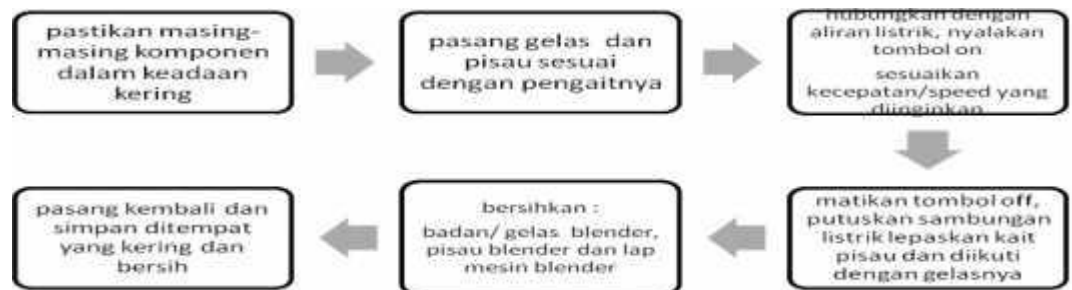 pastikan masing-
masing komponen
dalam keadaan
kering
pasang gelas dan
pisau sesuai
dengan pengaitnya
hubungkan dengan
aliran listrik, nyalakan
tombol on
sesuaikan
kecepatan/speed yang
diinginkan
matikan tombol off,
putuskan sambungan
listrik lepaskan kait
pisau dan diikuti
dengan gelasnya
bersihkan :
badan/ gelas blender,
pisau blender dan lap
mesin blender
pasang kembali dan
simpan ditempat
yang kering dan
bersih